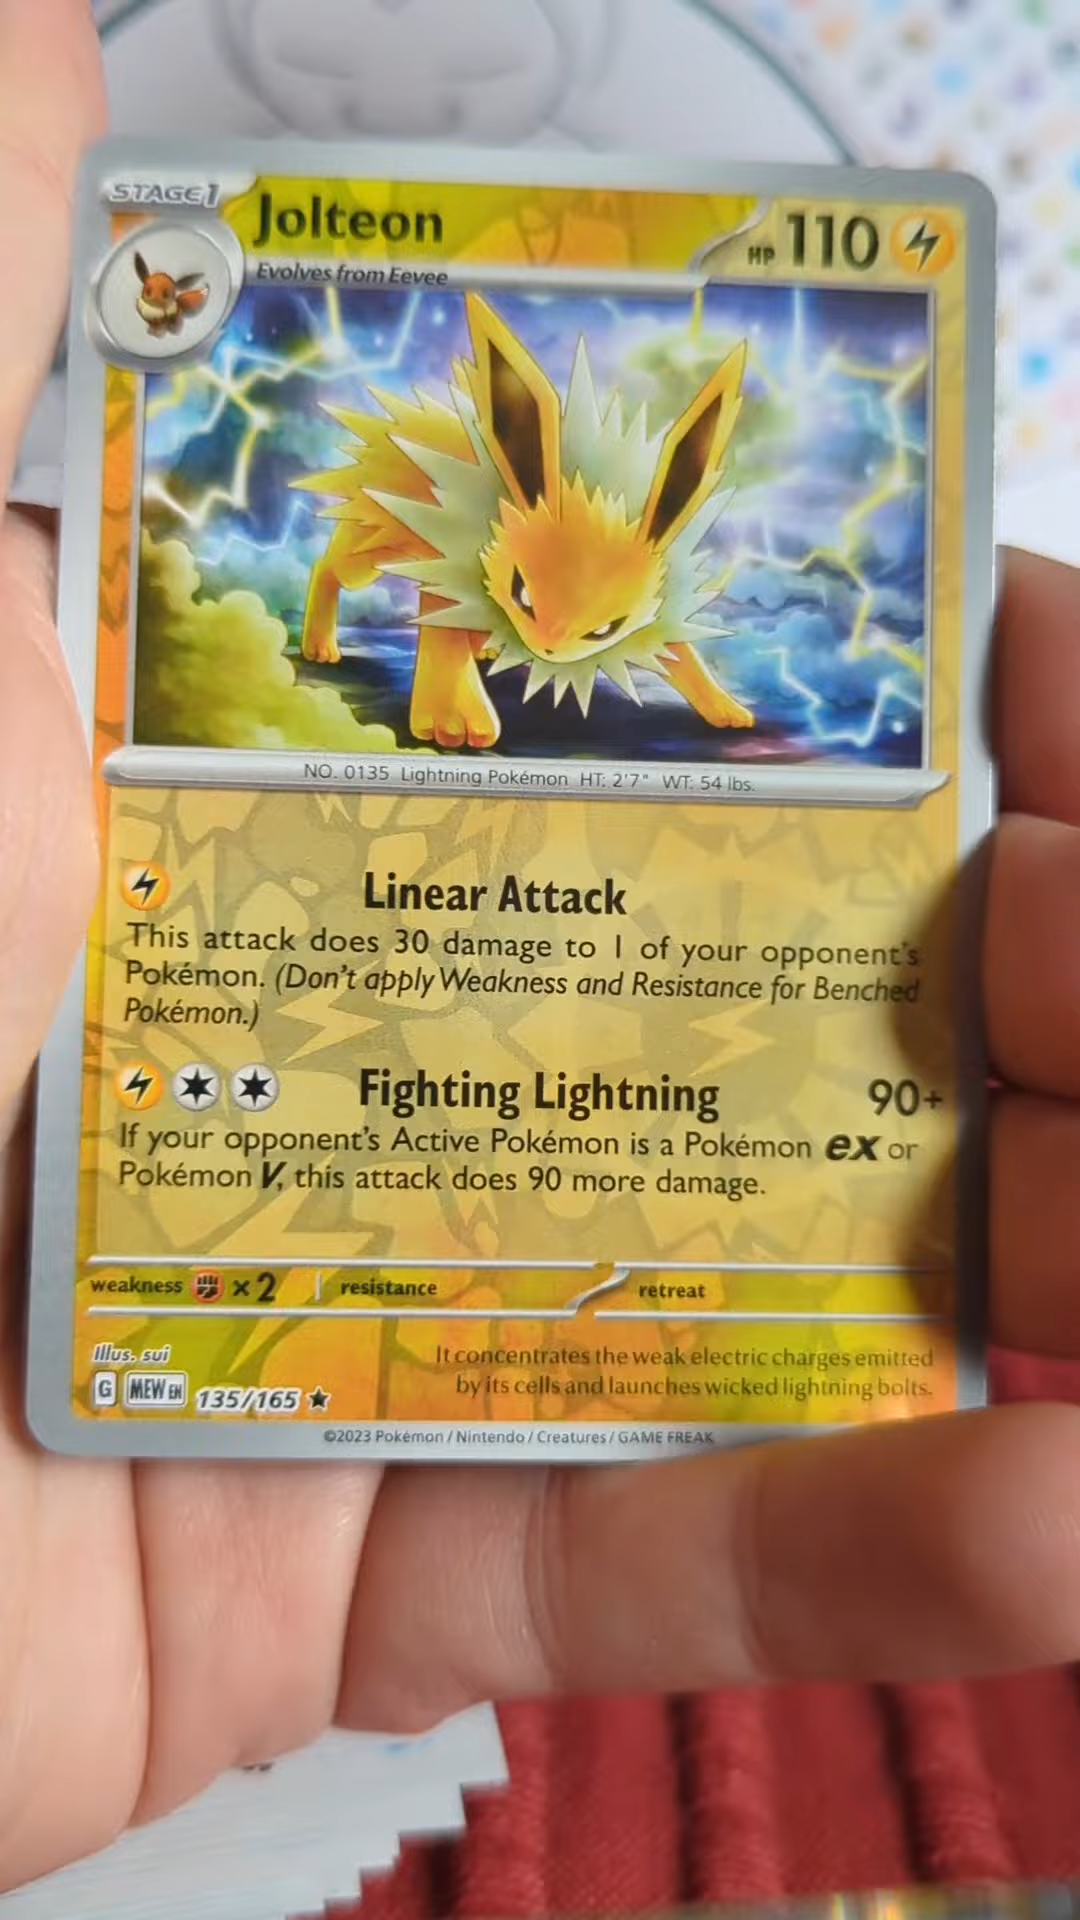 STAGE1
Jolteon
HP 110
Evolves from Eevee
NO. 0135 Lightning Pokémon HT: 2'7" WT: 54 lbs.
Linear Attack
This attack does 30 damage to 1 of your opponent's
Pokémon. (Don't apply Weakness and Resistance for Benched
Pokémon.)
Fighting Lightning 90+
If your opponent's Active Pokémon is a Pokémon ex or
Pokémon V, this attack does 90 more damage.
weakness ×2 resistance retreat
Illus. sui
It concentrates the weak electric charges emitted
by its cells and launches wicked lightning bolts.
G MEW EN 135/165 ★
©2023 Pokémon / Nintendo / Creatures / GAME FREAK